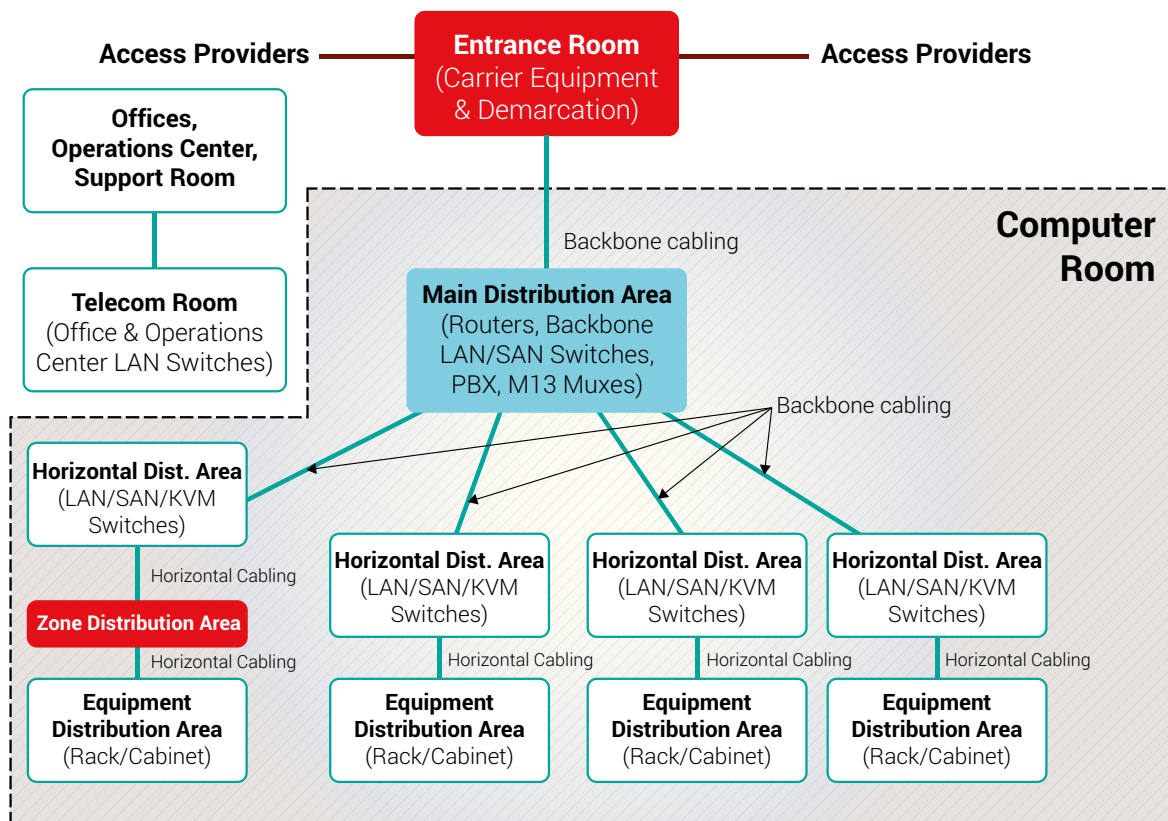 Access Providers
Entrance Room
(Carrier Equipment
& Demarcation)
Access Providers
Offices,
Operations Center,
Support Room
Computer
Room
Backbone cabling
Telecom Room
(Office & Operations
Center LAN Switches)
Main Distribution Area
(Routers, Backbone
LAN/SAN Switches,
PBX, M13 Muxes)
Backbone cabling
Horizontal Dist. Area
(LAN/SAN/KVM
Switches)
Horizontal Dist. Area
(LAN/SAN/KVM
Switches)
Horizontal Dist. Area
(LAN/SAN/KVM
Switches)
Horizontal Dist. Area
(LAN/SAN/KVM
Switches)
Horizontal Cabling
Zone Distribution Area
Horizontal Cabling
Horizontal Cabling
Horizontal Cabling
Horizontal Cabling
Equipment
Distribution Area
(Rack/Cabinet)
Equipment
Distribution Area
(Rack/Cabinet)
Equipment
Distribution Area
(Rack/Cabinet)
Equipment
Distribution Area
(Rack/Cabinet)